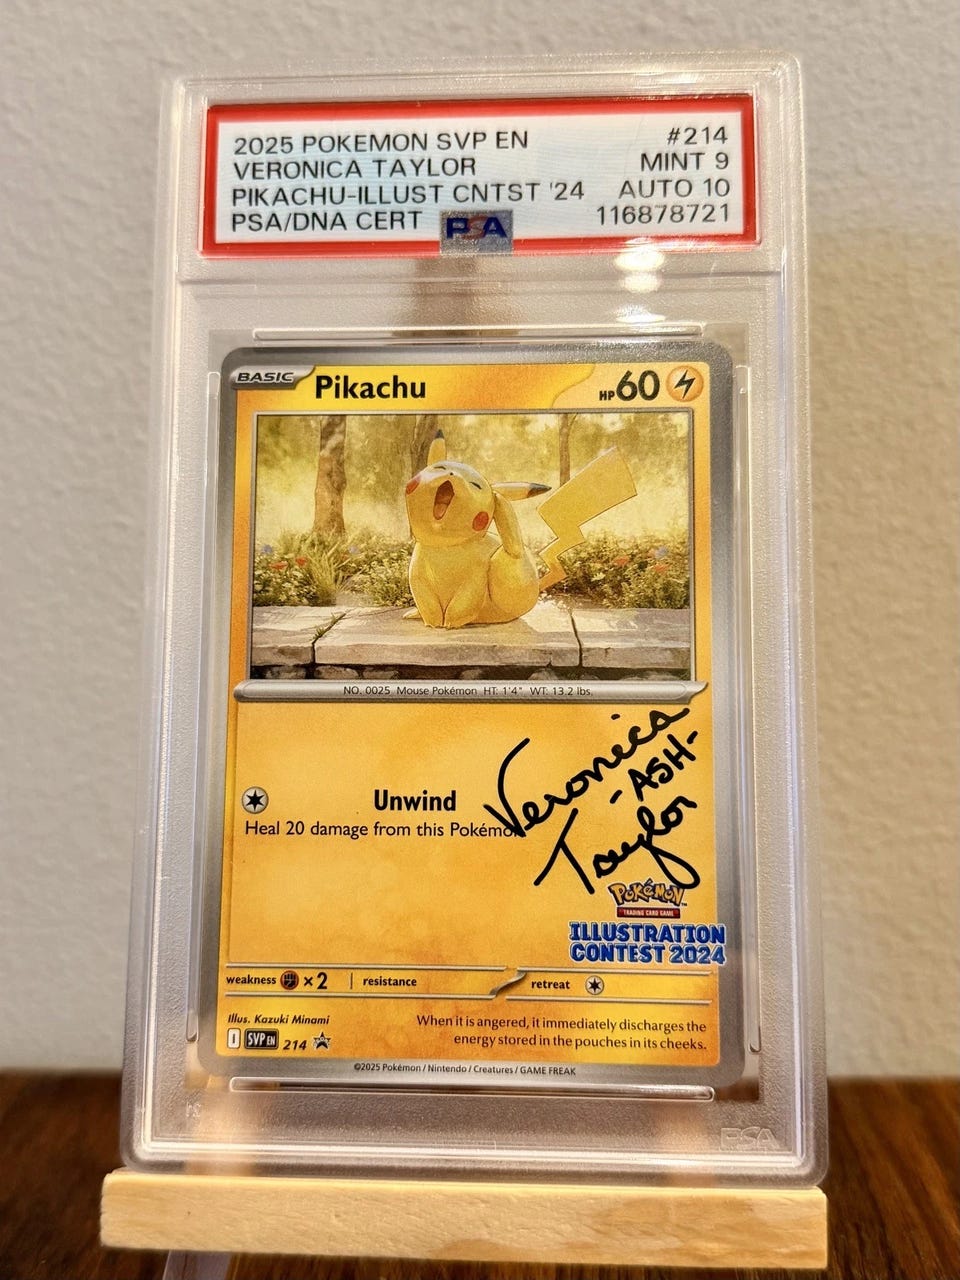 2025 POKEMON SVP EN #214
VERONICA TAYLOR MINT 9
PIKACHU-ILLUST CNTST '24 AUTO 10
PSA/DNA CERT PSA 116878721
BASIC Pikachu HP60
NO. 0025 Mouse Pokémon HT: 1'4" WT: 13.2 lbs.
Veronica
-ASH-
Taylor
Unwind
Heal 20 damage from this Pokémon
Pokémon
TRADING CARD GAME
ILLUSTRATION
CONTEST 2024
weakness ×2 resistance retreat
Illus. Kazuki Minami
When it is angered, it immediately discharges the
energy stored in the pouches in its cheeks.
I SVP EN 214 PROMO
©2025 Pokémon / Nintendo / Creatures / GAME FREAK
PSA